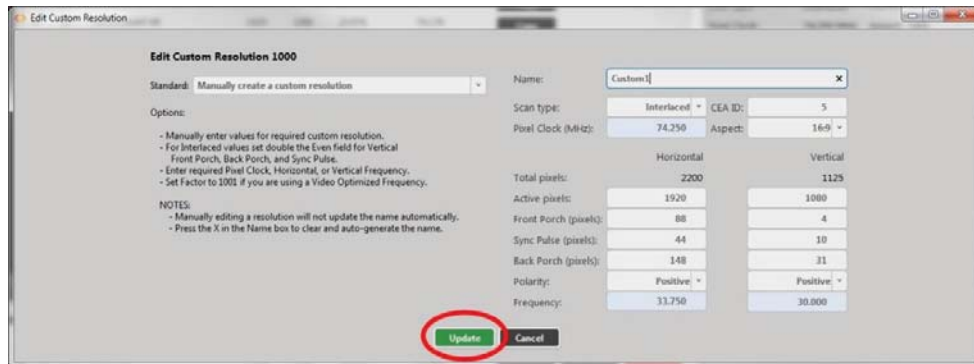 Edit Custom Resolution
Edit Custom Resolution 1000
Standard: Manually create a custom resolution
Options:
- Manually enter values for required custom resolution.
- For Interlaced values set double the Even field for Vertical
Front Porch, Back Porch, and Sync Pulse.
- Enter required Pixel Clock, Horizontal, or Vertical Frequency.
- Set Factor to 1001 if you are using a Video Optimized Frequency.
NOTES:
- Manually editing a resolution will not update the name automatically.
- Press the X in the Name box to clear and auto-generate the name.
Name: Custom1 x
Scan type: Interlaced CEA ID: 5
Pixel Clock (MHz): 74.250 Aspect: 16:9
Horizontal Vertical
Total pixels: 2200 1125
Active pixels: 1920 1080
Front Porch (pixels): 88 4
Sync Pulse (pixels): 44 10
Back Porch (pixels): 148 31
Polarity: Positive Positive
Frequency: 33.750 30.000
Update Cancel